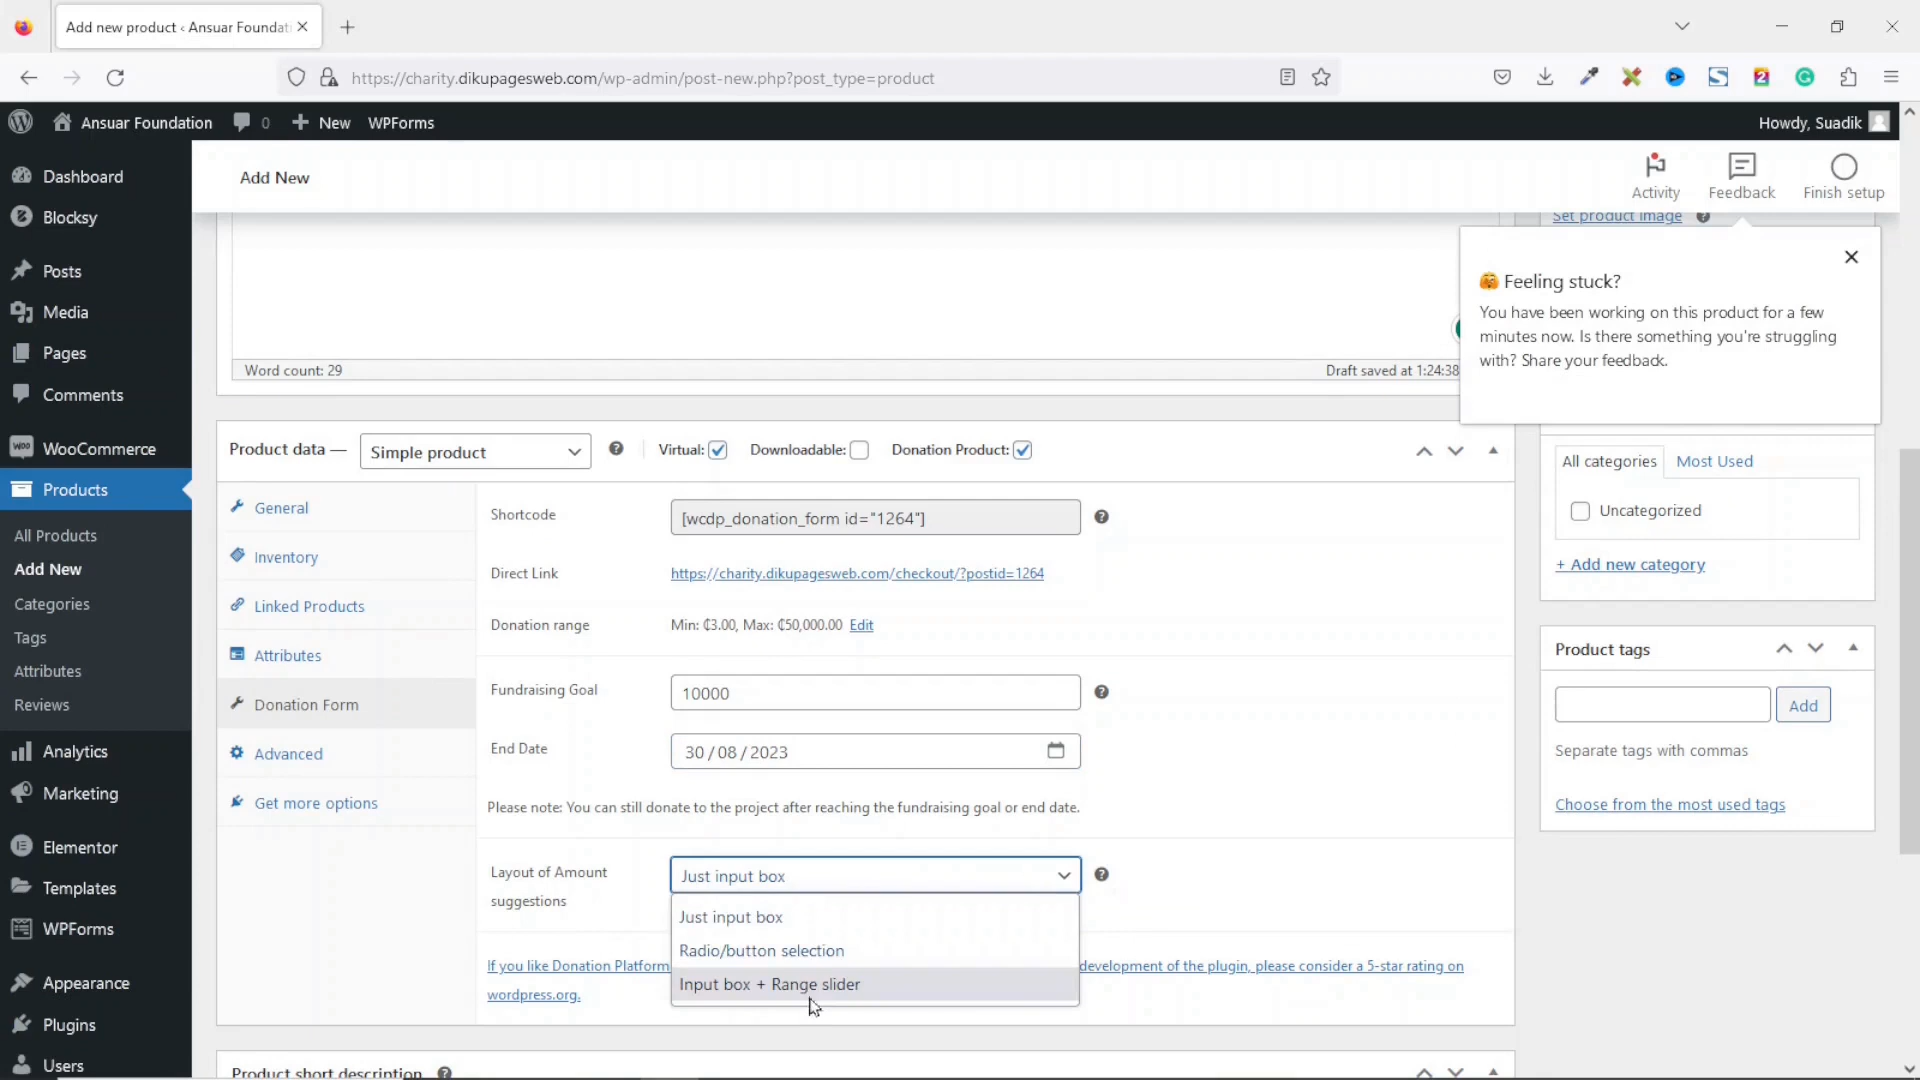 Add new product ‹ Ansuar Foundati
https://charity.dikupagesweb.com/wp-admin/post-new.php?post_type=product
Ansuar Foundation
0
New
WPForms
Howdy, Suadik
Dashboard
Blocksy
Posts
Media
Pages
Comments
WooCommerce
Products
All Products
Add New
Categories
Tags
Attributes
Reviews
Analytics
Marketing
Elementor
Templates
WPForms
Appearance
Plugins
Users
Add New
Activity
Feedback
Finish setup
Set product image
Feeling stuck?
You have been working on this product for a few
minutes now. Is there something you're struggling
with? Share your feedback.
Word count: 29
Draft saved at 1:24:38
Product data —
Simple product
Virtual:
Downloadable:
Donation Product:
General
Inventory
Linked Products
Attributes
Donation Form
Advanced
Get more options
Shortcode
[wcdp_donation_form id="1264"]
Direct Link
https://charity.dikupagesweb.com/checkout/?postid=1264
Donation range
Min: ₵3.00, Max: ₵50,000.00 Edit
Fundraising Goal
10000
End Date
30/08/2023
Please note: You can still donate to the project after reaching the fundraising goal or end date.
Layout of Amount
suggestions
Just input box
Just input box
Radio/button selection
Input box + Range slider
If you like Donation Platform
development of the plugin, please consider a 5-star rating on
wordpress.org.
Product short description
All categories
Most Used
Uncategorized
+ Add new category
Product tags
Add
Separate tags with commas
Choose from the most used tags